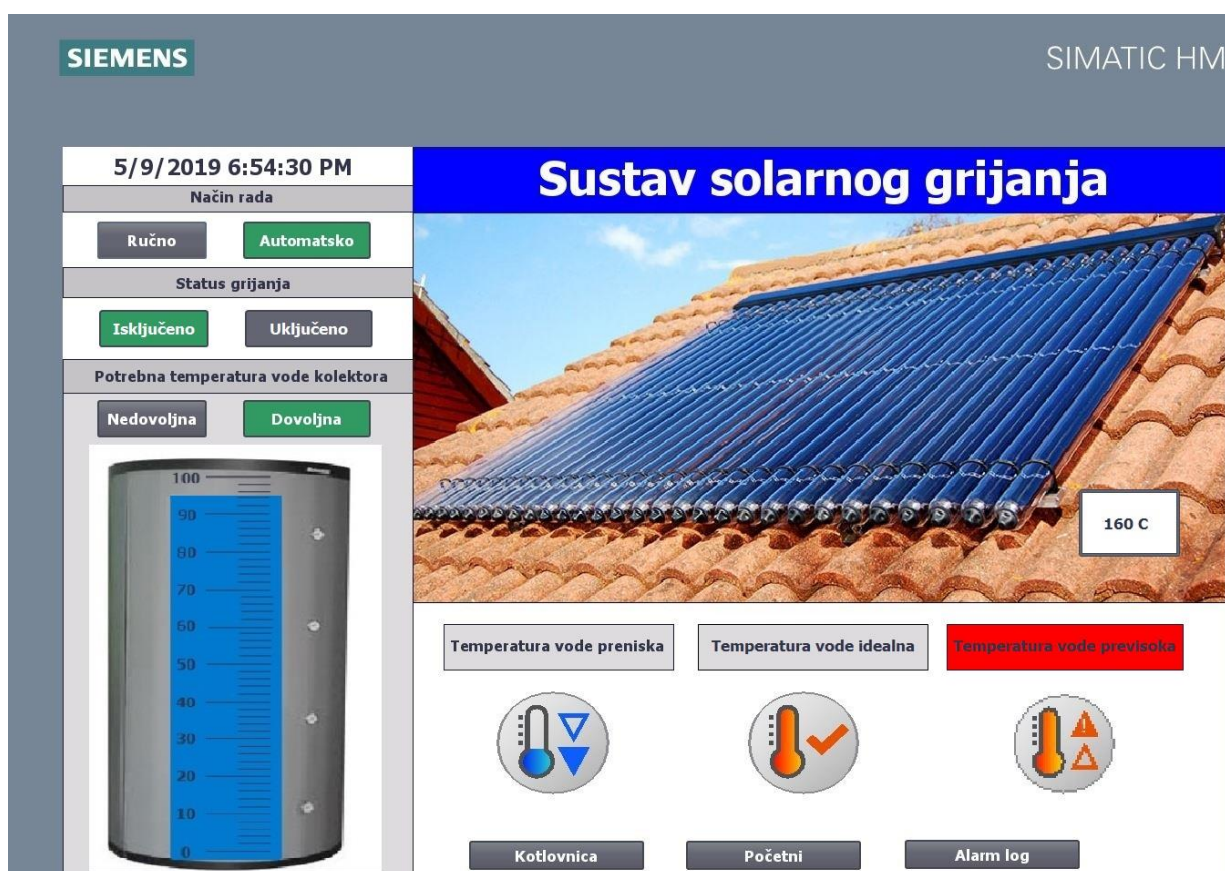 SIEMENS
SIMATIC HM
5/9/2019 6:54:30 PM
Sustav solarnog grijanja
Način rada
Ručno
Automatsko
Status grijanja
Isključeno
Uključeno
Potrebna temperatura vode kolektora
Nedovoljna
Dovoljna
100
90
80
70
60
50
40
30
20
10
0
160 C
Temperatura vode preniska
Temperatura vode idealna
Temperatura vode previsoka
Kotlovnica
Početni
Alarm log